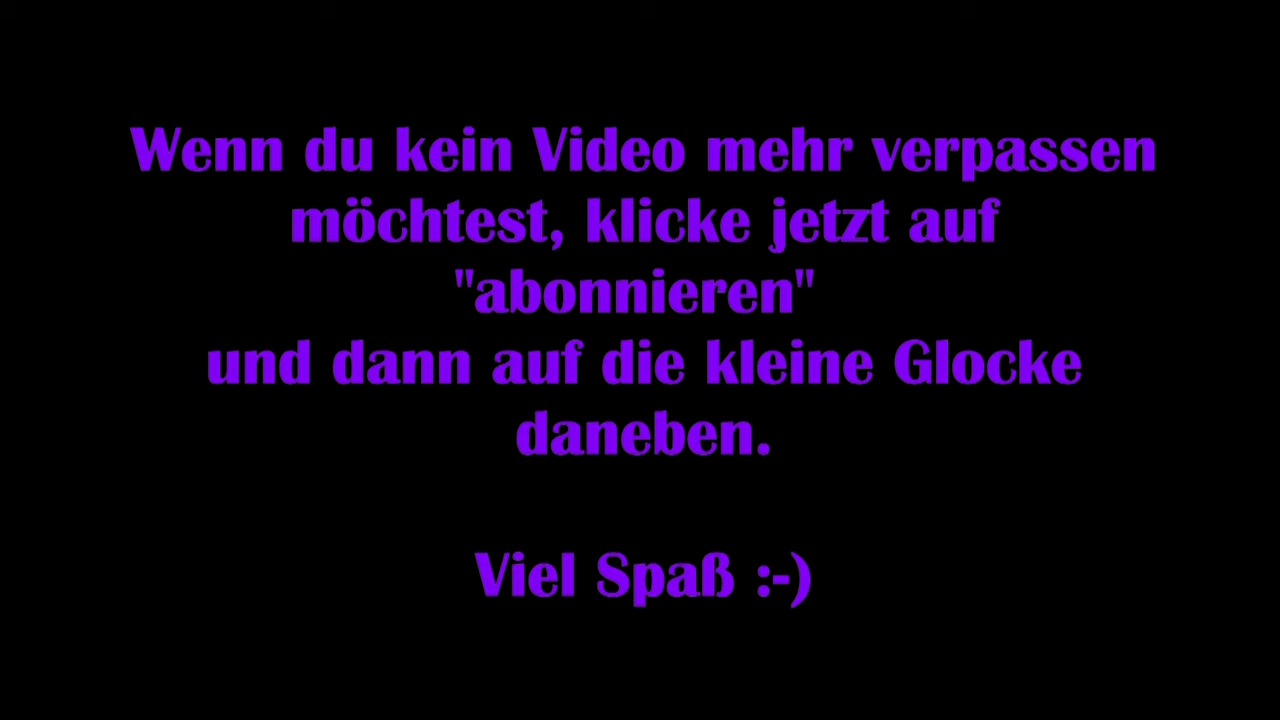 Wenn du kein Video mehr verpassen
möchtest, klicke jetzt auf
"abonnieren"
und dann auf die kleine Glocke
daneben.
Viel Spaß :-)